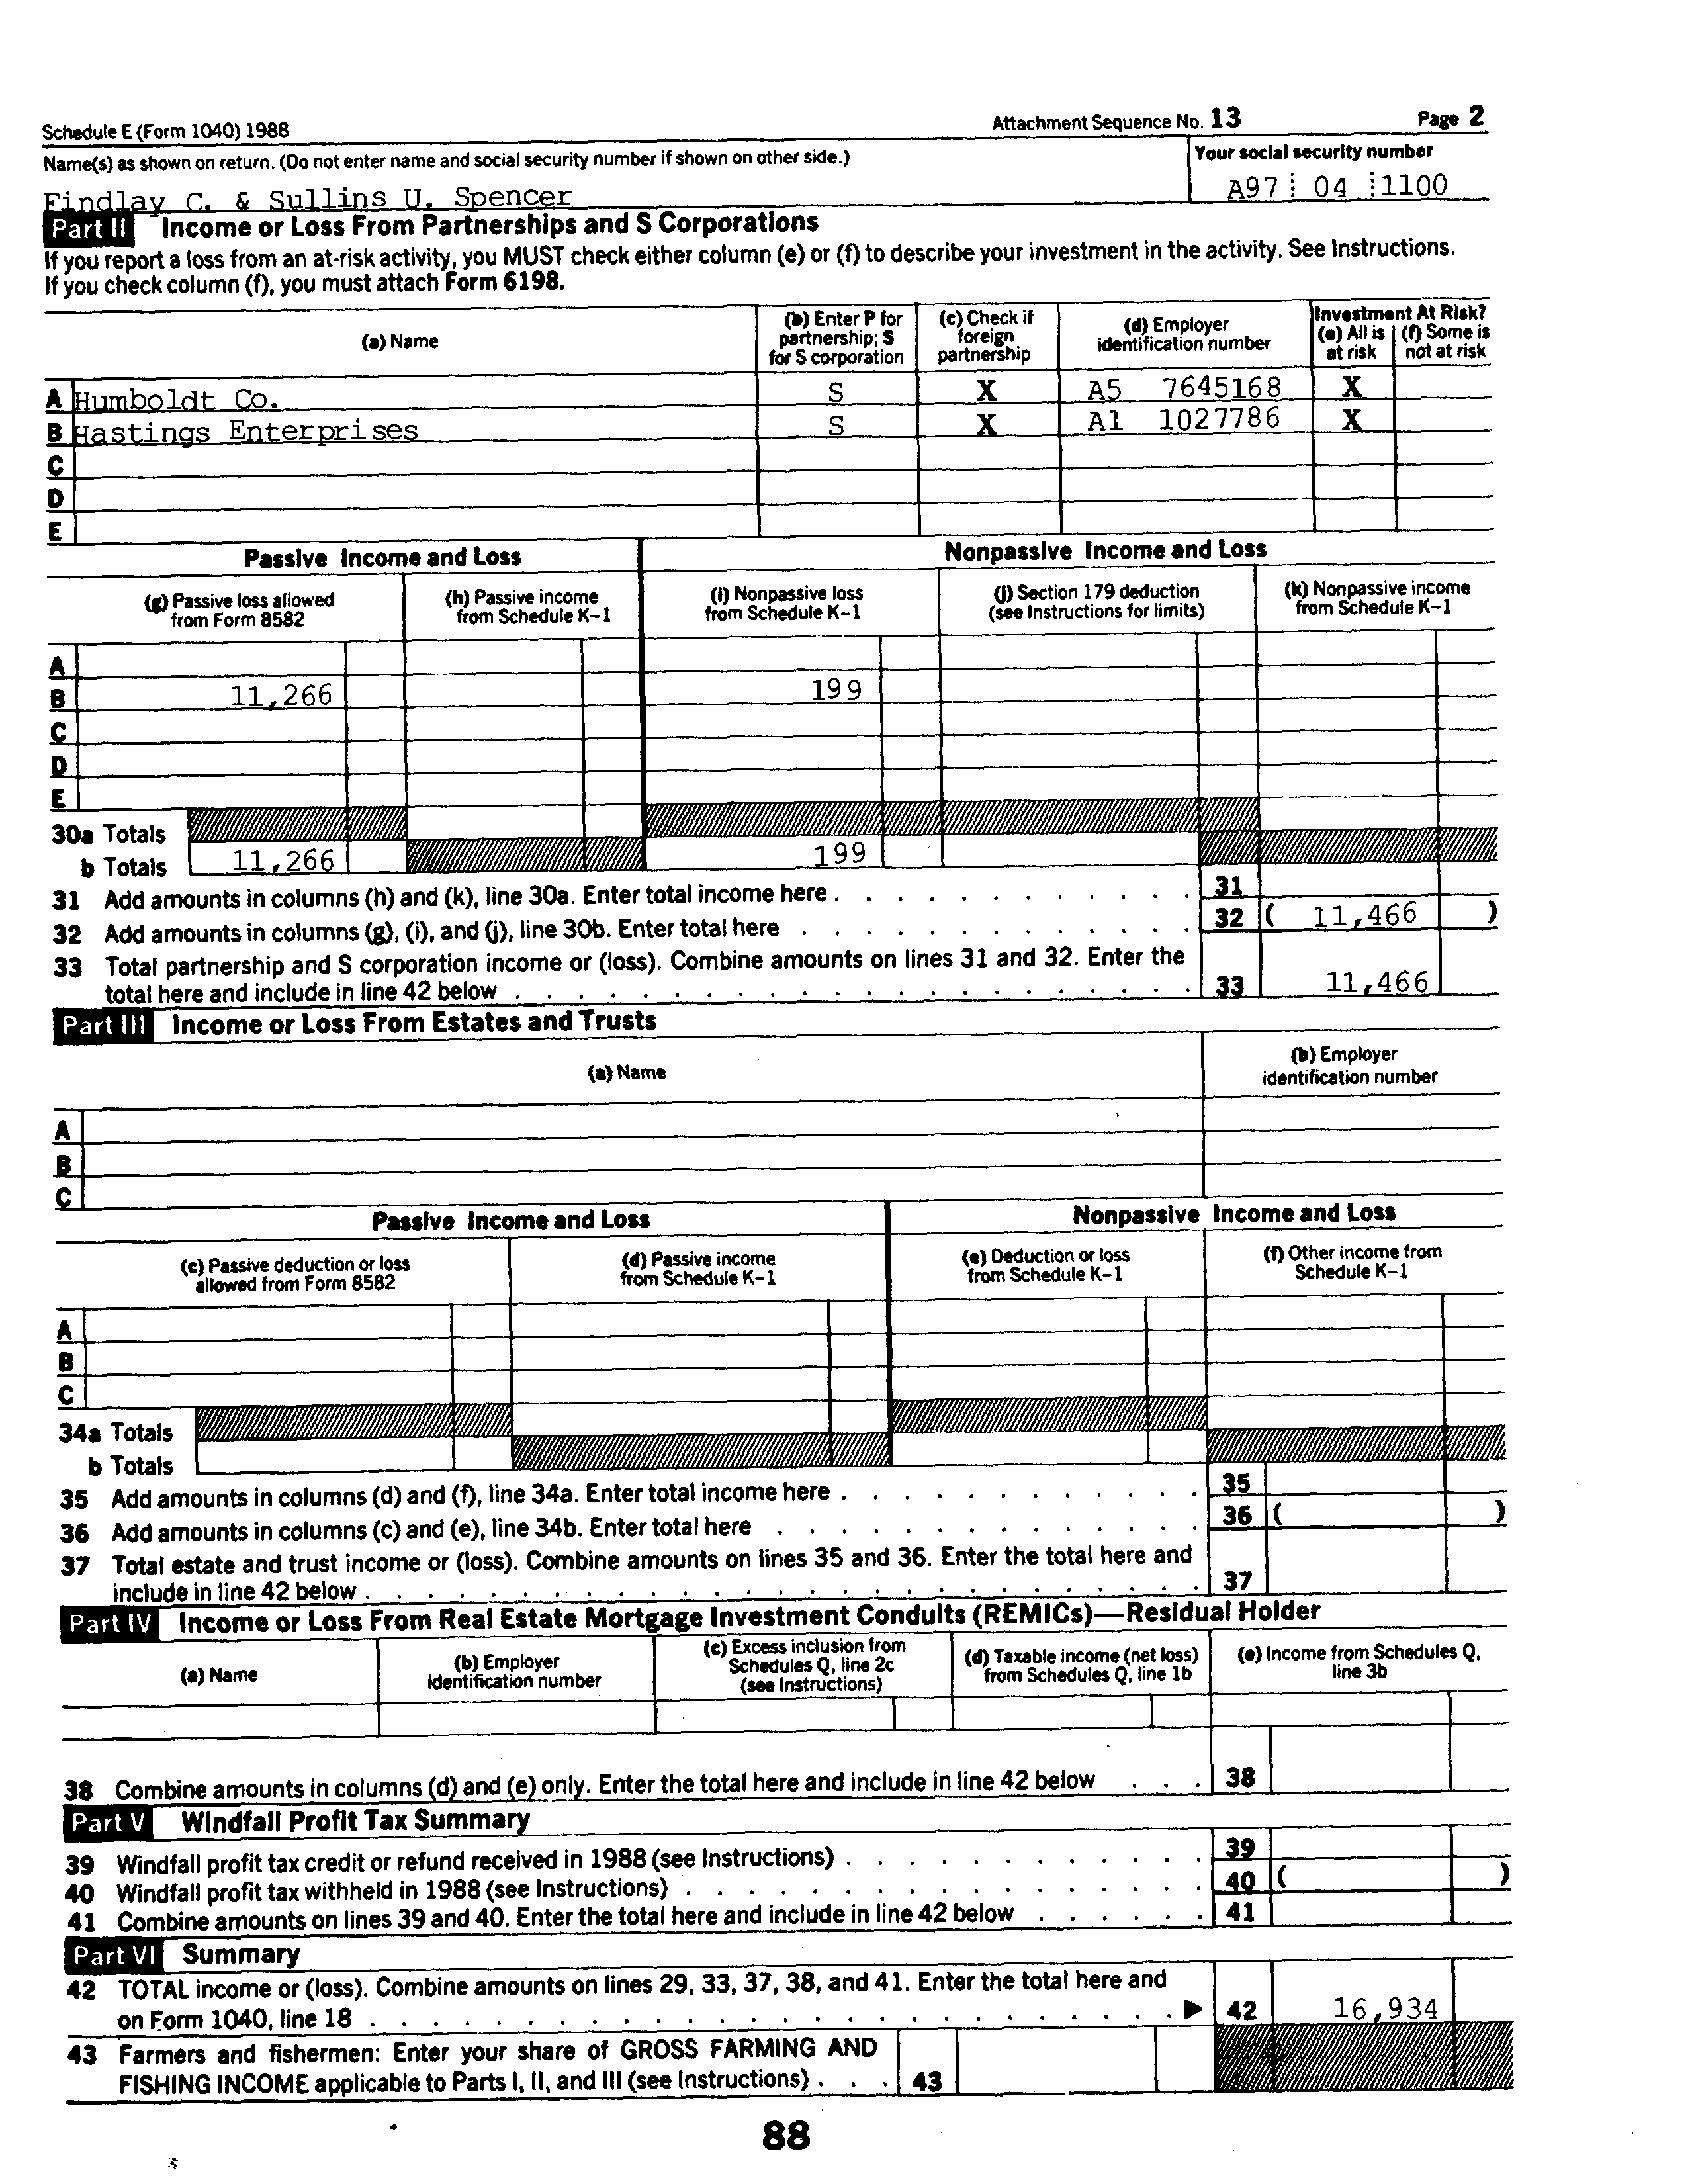 Schedule E (Form 1040) 1988 Attachment Sequence No. 13 Page 2
Name(s) as shown on return. (Do not enter name and social security number if shown on other side.) Your social security number
Findlay C. & Sullins U. Spencer A97 04 1100
Part II Income or Loss From Partnerships and S Corporations
If you report a loss from an at-risk activity, you MUST check either column (e) or (f) to describe your investment in the activity. See Instructions.
If you check column (f), you must attach Form 6198.
(a) Name
(b) Enter P for partnership; S for S corporation
(c) Check if foreign partnership
(d) Employer identification number
Investment At Risk?
(e) All is at risk
(f) Some is not at risk
A Humboldt Co. S X A5 7645168 X
B Hastings Enterprises S X A1 1027786 X
C
D
E
Passive Income and Loss Nonpassive Income and Loss
(g) Passive loss allowed from Form 8582
(h) Passive income from Schedule K–1
(i) Nonpassive loss from Schedule K–1
(j) Section 179 deduction (see Instructions for limits)
(k) Nonpassive income from Schedule K–1
A
B 11,266 199
C
D
E
30a Totals
b Totals 11,266 199
31 Add amounts in columns (h) and (k), line 30a. Enter total income here . . . . . . . . . . . . 31
32 Add amounts in columns (g), (i), and (j), line 30b. Enter total here . . . . . . . . . . . . . 32 ( 11,466 )
33 Total partnership and S corporation income or (loss). Combine amounts on lines 31 and 32. Enter the
total here and include in line 42 below . . . . . . . . . . . . . . . . . . . . . . 33 11,466
Part III Income or Loss From Estates and Trusts
(a) Name
(b) Employer identification number
A
B
C
Passive Income and Loss Nonpassive Income and Loss
(c) Passive deduction or loss allowed from Form 8582
(d) Passive income from Schedule K–1
(e) Deduction or loss from Schedule K–1
(f) Other income from Schedule K–1
A
B
C
34a Totals
b Totals
35 Add amounts in columns (d) and (f), line 34a. Enter total income here . . . . . . . . . . . . 35
36 Add amounts in columns (c) and (e), line 34b. Enter total here . . . . . . . . . . . . . . 36 ( )
37 Total estate and trust income or (loss). Combine amounts on lines 35 and 36. Enter the total here and
include in line 42 below . . . . . . . . . . . . . . . . . . . . . . . . . . . 37
Part IV Income or Loss From Real Estate Mortgage Investment Conduits (REMICs)—Residual Holder
(a) Name
(b) Employer identification number
(c) Excess inclusion from Schedules Q, line 2c (see Instructions)
(d) Taxable income (net loss) from Schedules Q, line 1b
(e) Income from Schedules Q, line 3b
38 Combine amounts in columns (d) and (e) only. Enter the total here and include in line 42 below . . . 38
Part V Windfall Profit Tax Summary
39 Windfall profit tax credit or refund received in 1988 (see Instructions) . . . . . . . . . . . . 39
40 Windfall profit tax withheld in 1988 (see Instructions) . . . . . . . . . . . . . . . . . 40 ( )
41 Combine amounts on lines 39 and 40. Enter the total here and include in line 42 below . . . . . . 41
Part VI Summary
42 TOTAL income or (loss). Combine amounts on lines 29, 33, 37, 38, and 41. Enter the total here and
on Form 1040, line 18 . . . . . . . . . . . . . . . . . . . . . . . . . ▶ 42 16,934
43 Farmers and fishermen: Enter your share of GROSS FARMING AND
FISHING INCOME applicable to Parts I, II, and III (see Instructions) . . . 43
88